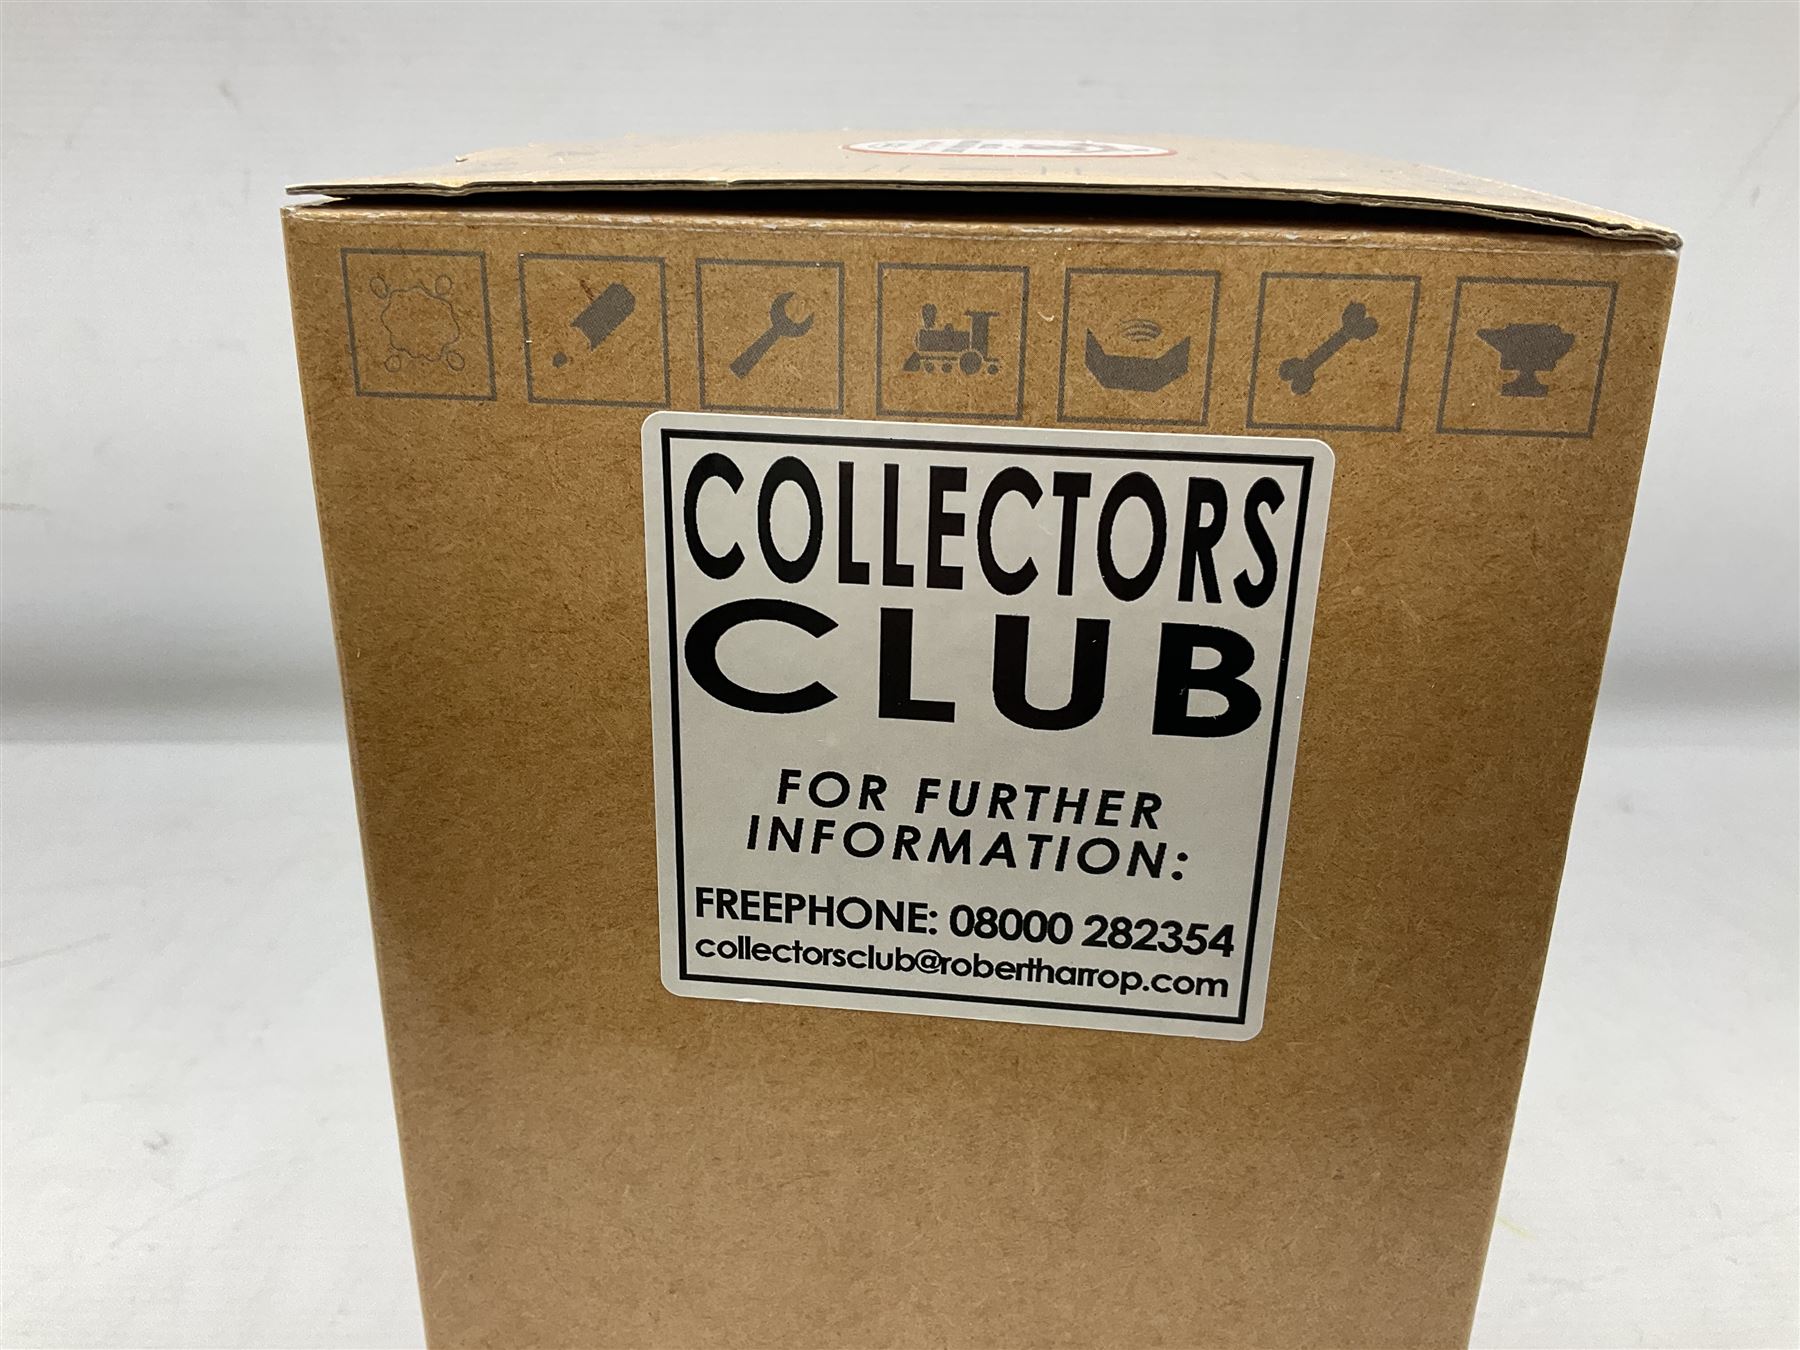 COLLECTORS
CLUB
FOR FURTHER
INFORMATION:
FREEPHONE: 08000 282354
collectorsclub@robertharrop.com